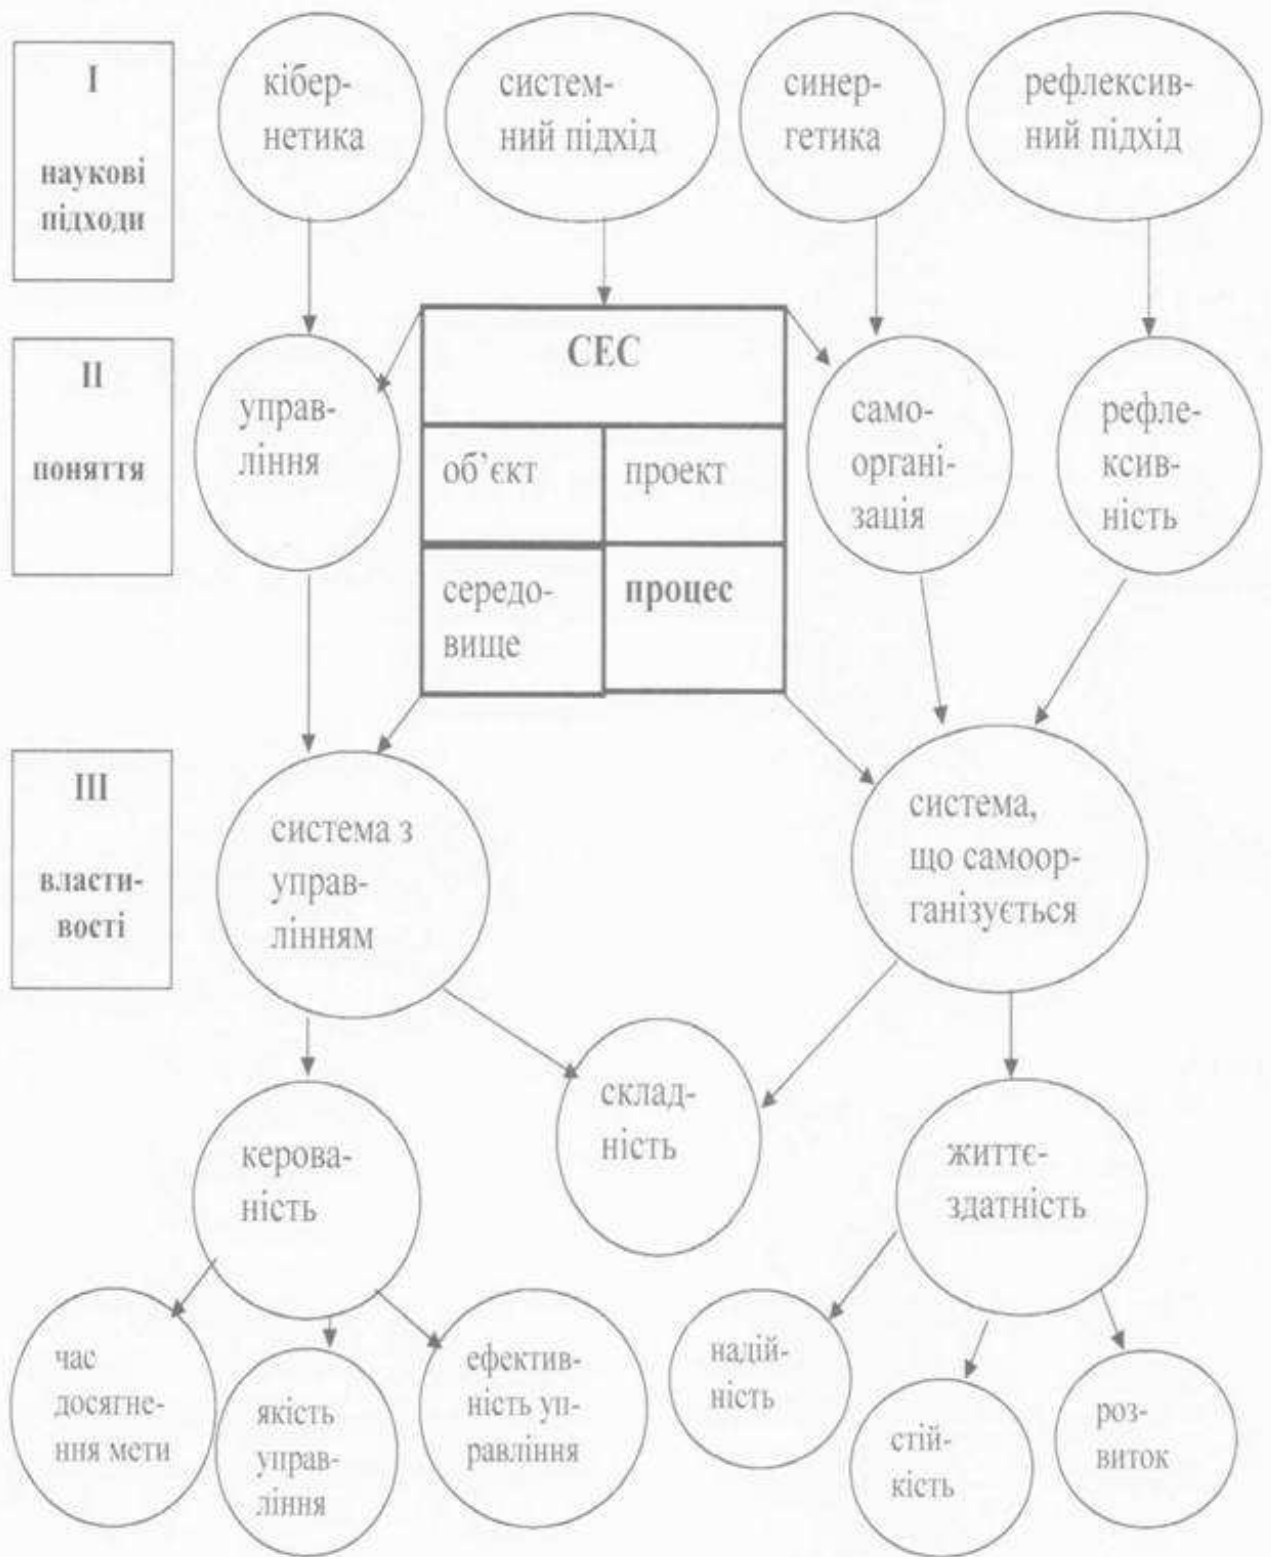 I
наукові
підходи
кібер-
нетика
систем-
ний підхід
синер-
гетика
рефлексив-
ний підхід
II
поняття
управ-
ління
СЕС
об’єкт
проект
середо-
вище
процес
само-
органі-
зація
рефле-
ксив-
ність
III
власти-
вості
система з
управ-
лінням
система,
що самоор-
ганізується
керова-
ність
склад-
ність
життє-
здатність
час
досягне-
ння мети
якість
управ-
ління
ефектив-
ність уп-
равління
надій-
ність
стій-
кість
роз-
виток